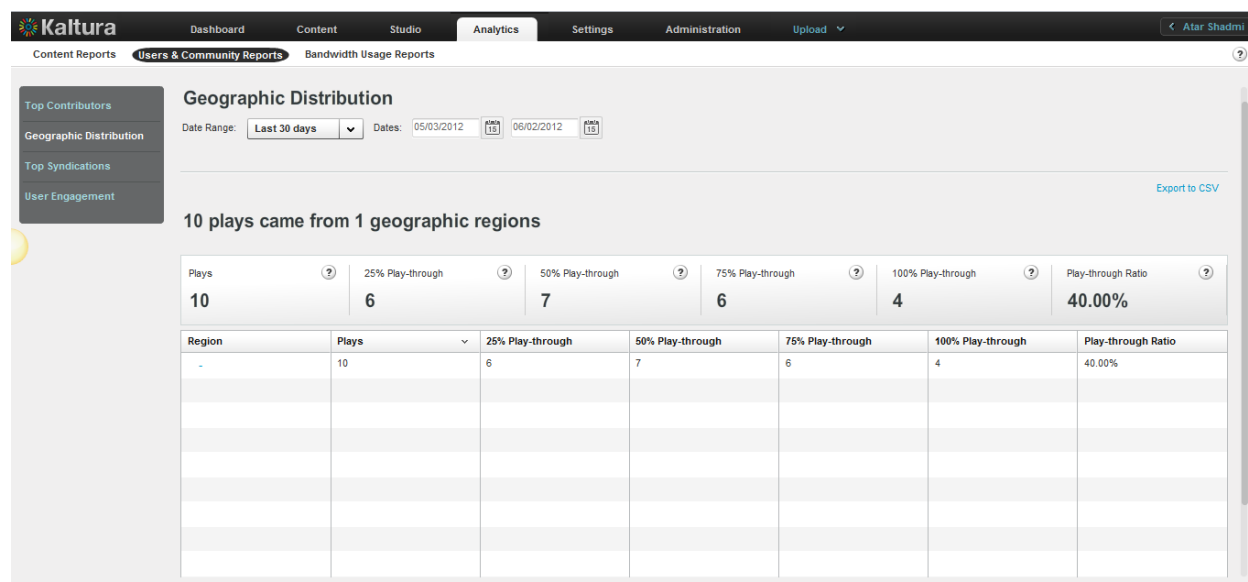 Kaltura
Dashboard Content Studio Analytics Settings Administration Upload Atar Shadmi
Content Reports Users & Community Reports Bandwidth Usage Reports ?
Top Contributors
Geographic Distribution
Top Syndications
User Engagement
Geographic Distribution
Date Range: Last 30 days Dates: 05/03/2012 15 06/02/2012 15
Export to CSV
10 plays came from 1 geographic regions
Plays ? 25% Play-through ? 50% Play-through ? 75% Play-through ? 100% Play-through ? Play-through Ratio ?
10 6 7 6 4 40.00%
Region Plays 25% Play-through 50% Play-through 75% Play-through 100% Play-through Play-through Ratio
- 10 6 7 6 4 40.00%